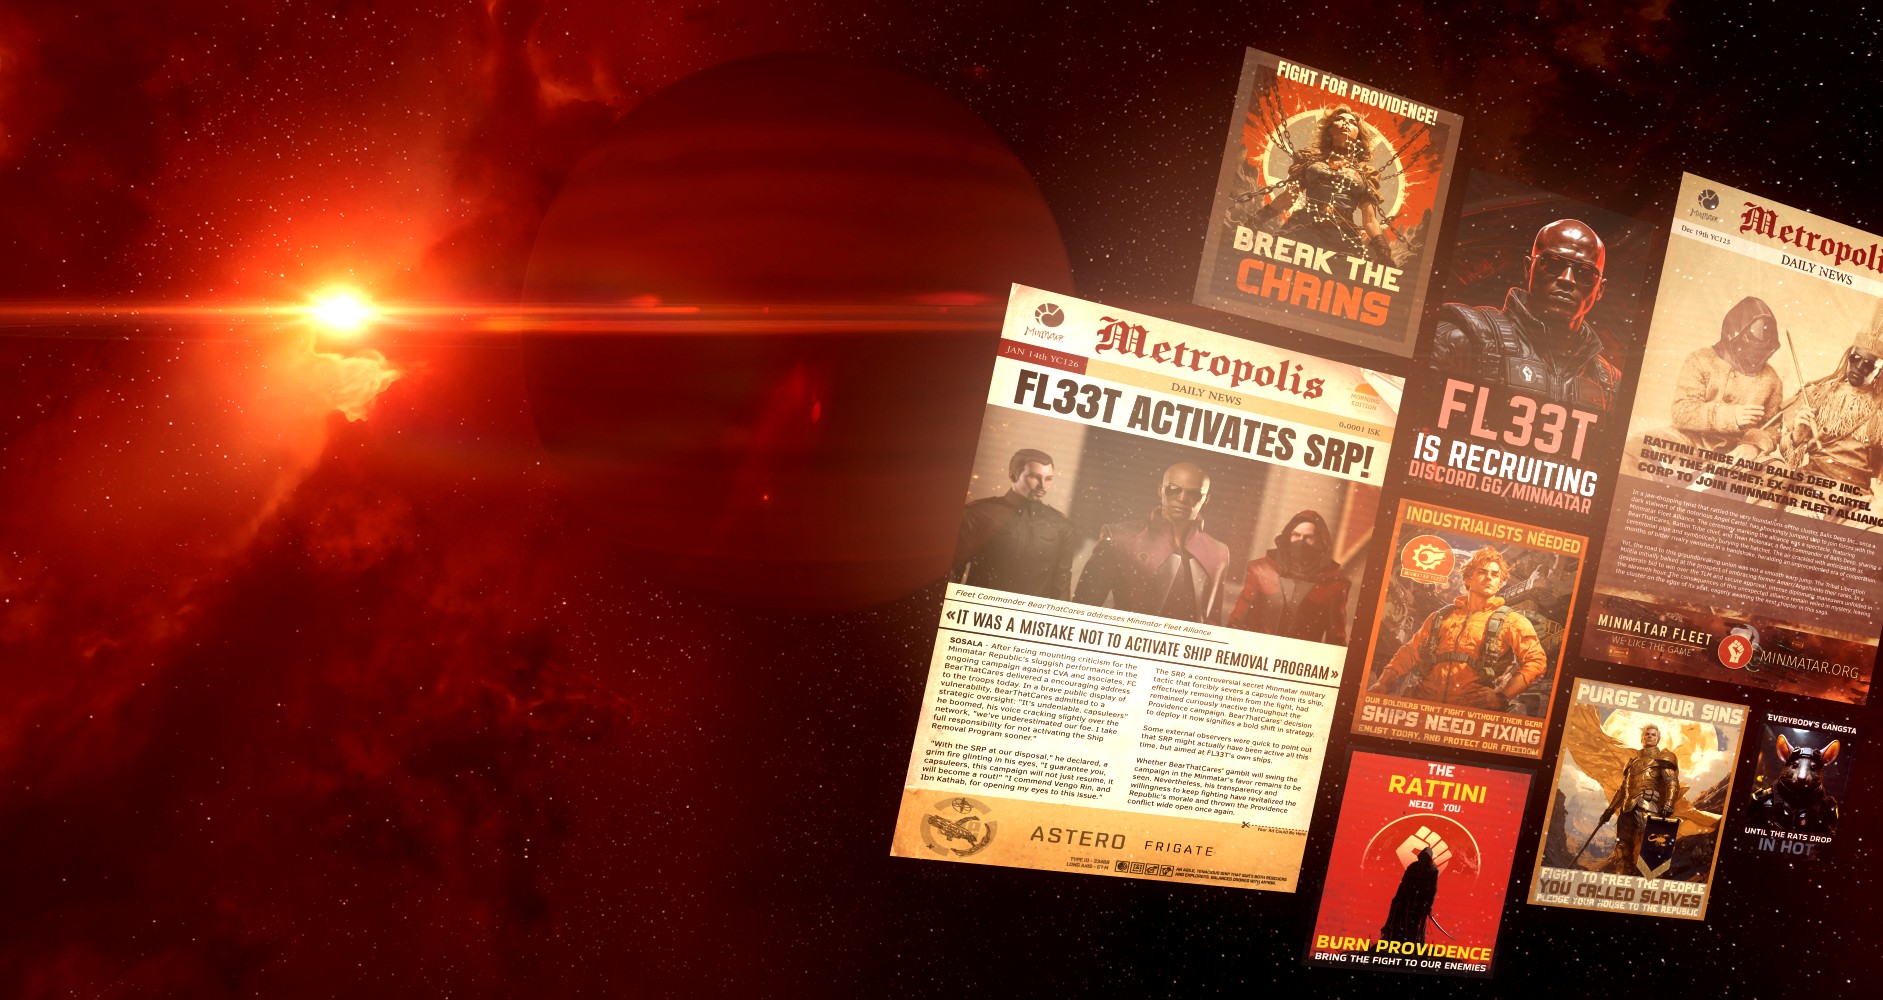 FIGHT FOR PROVIDENCE!
BREAK THE
CHAINS
MINMATAR
JAN 14th YC126
Metropolis
DAILY NEWS
MORNING
EDITION
0.0001 ISK
FL33T ACTIVATES SRP!
Fleet Commander BearThatCares addresses Minmatar Fleet Alliance
«IT WAS A MISTAKE NOT TO ACTIVATE SHIP REMOVAL PROGRAM»
SOSALA - After facing mounting criticism for the
Minmatar Republic's sluggish performance in the
ongoing campaign against CVA and asociates, FC
BearThatCares delivered a encouraging address
to the troops today. In a brave public display of
vulnerability, BearThatCares admitted to a
strategic oversight: "It's undeniable, capsuleers"
he boomed, his voice cracking slightly over the
network, "we've underestimated our foe. I take
full responsibility for not activating the Ship
Removal Program sooner."
"With the SRP at our disposal," he declared, a
grim fire glinting in his eyes, "I guarantee you,
capsuleers, this campaign will not just resume, it
will become a rout!" "I commend Vengo Rin, and
Ibn Kathab, for opening my eyes to this issue."
The SRP, a controversial secret Minmatar military
tactic that forcibly severs a capsule from its ship,
effectively removing them from the fight, had
remained curiously inactive throughout the
Providence campaign. BearThatCares' decision
to deploy it now signifies a bold shift in strategy.
Some external observers were quick to point out
that SRP might actually have been active all this
time, but aimed at FL33T's own ships.
Whether BearThatCares' gambit will swing the
campaign in the Minmatar's favor remains to be
seen. Nevertheless, his transparency and
willingness to keep fighting have revitalized the
Republic's morale and thrown the Providence
conflict wide open once again.
Your Ad Could Be Here
ASTERO FRIGATE
FL33T
IS RECRUITING
DISCORD.GG/MINMATAR
MINMATAR
Dec 19th YC125
Metropolis
DAILY NEWS
RATTINI TRIBE AND BALLS DEEP INC.
BURY THE HATCHET: EX-ANGEL CARTEL
CORP TO JOIN MINMATAR FLEET ALLIANC
MINMATAR FLEET
WE LIKE THE GAME
MINMATAR.ORG
INDUSTRIALISTS NEEDED
MINMATAR FLEET
OUR SOLDIERS CAN'T FIGHT WITHOUT THEIR GEAR
SHIPS NEED FIXING
ENLIST TODAY, AND PROTECT OUR FREEDOM
THE
RATTINI
NEED YOU
BURN PROVIDENCE
BRING THE FIGHT TO OUR ENEMIES
PURGE YOUR SINS
FIGHT TO FREE THE PEOPLE
YOU CALLED SLAVES
PLEDGE YOUR HOUSE TO THE REPUBLIC
EVERYBODY'S GANGSTA
UNTIL THE RATS DROP
IN HOT